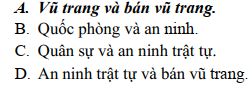 A. Vũ trang và bán vũ trang.
B. Quốc phòng và an ninh.
C. Quân sự và an ninh trật tự.
D. An ninh trật tự và bán vũ trang.